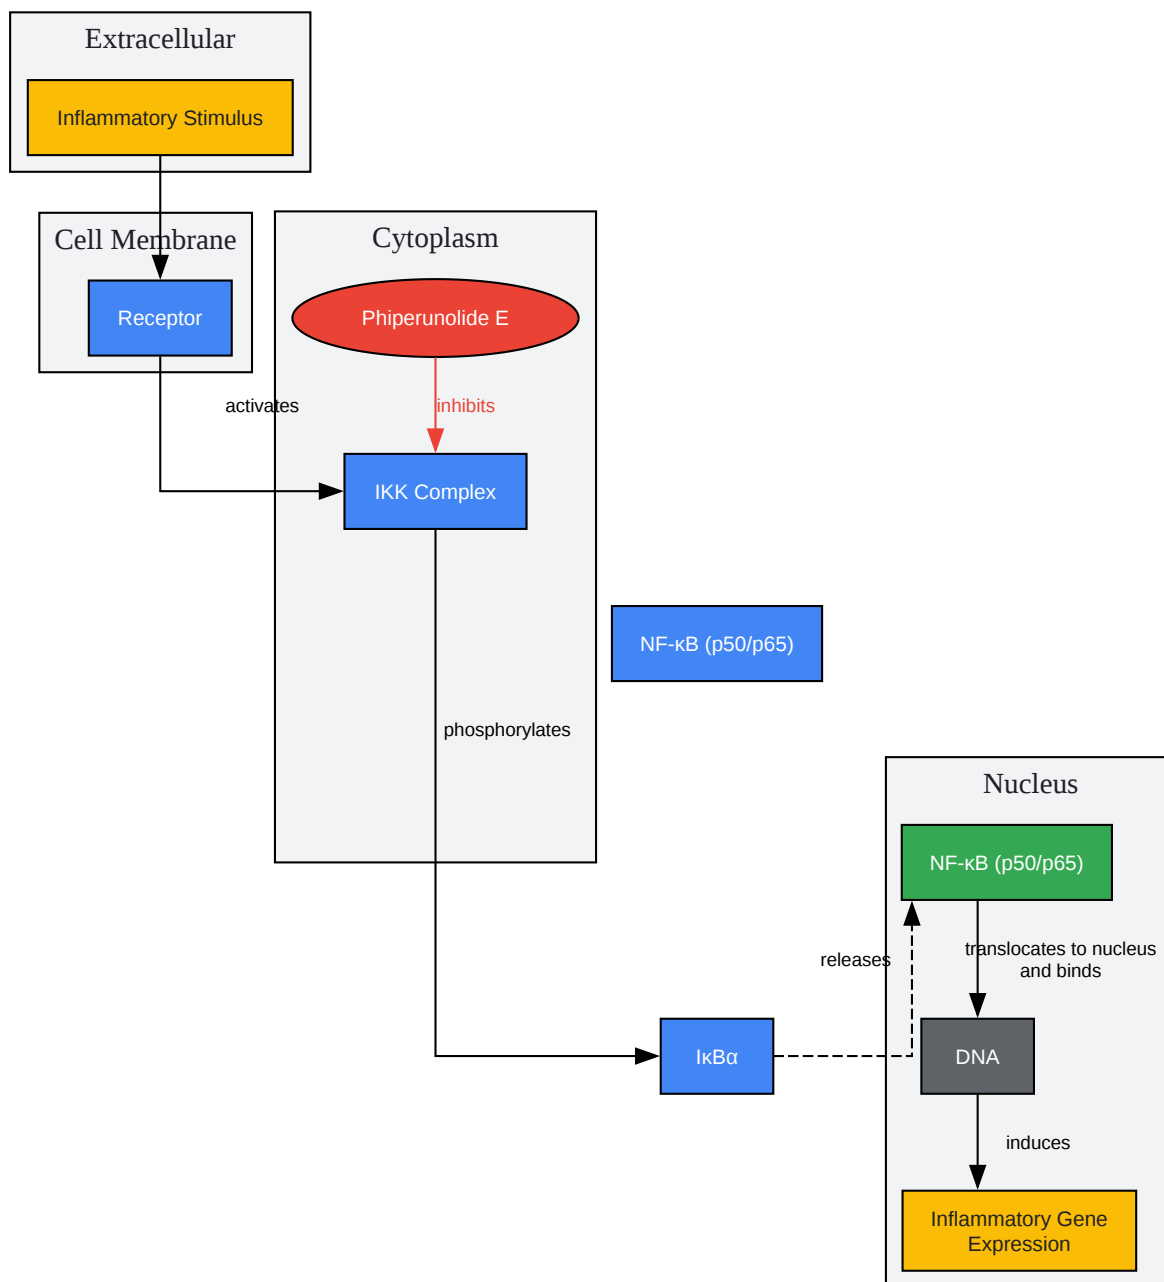 Extracellular
Inflammatory Stimulus
Cell Membrane
Receptor
Cytoplasm
Phiperunolide E
activates
inhibits
IKK Complex
NF-κB (p50/p65)
phosphorylates
Nucleus
NF-κB (p50/p65)
releases
translocates to nucleus
and binds
IκBα
DNA
induces
Inflammatory Gene
Expression